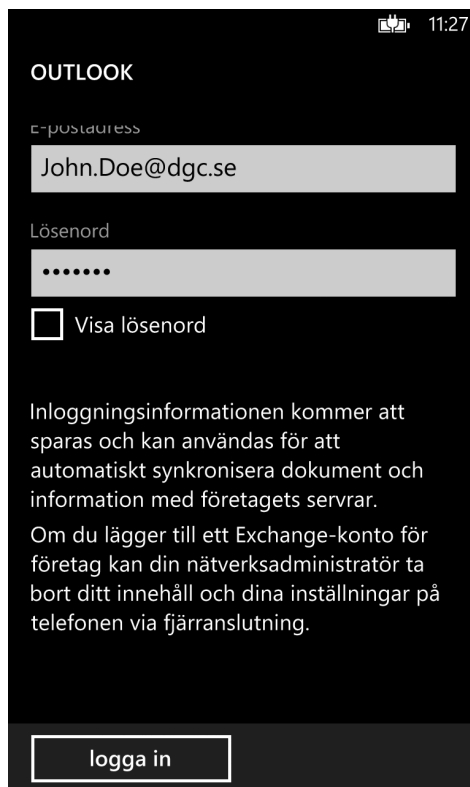 11:27
OUTLOOK
E-postadress
John.Doe@dgc.se
Lösenord
•••••••
Visa lösenord
Inloggningsinformationen kommer att
sparas och kan användas för att
automatiskt synkronisera dokument och
information med företagets servrar.
Om du lägger till ett Exchange-konto för
företag kan din nätverksadministratör ta
bort ditt innehåll och dina inställningar på
telefonen via fjärranslutning.
logga in